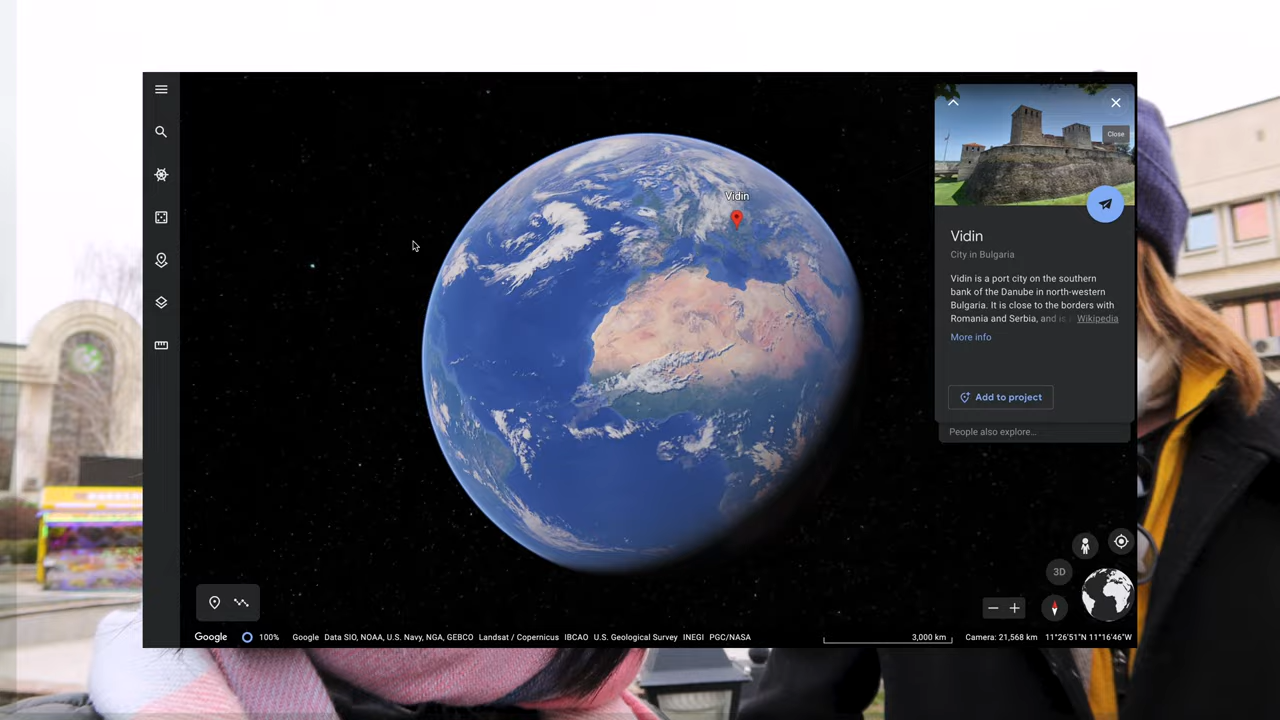 Vidin
Close
Vidin
City in Bulgaria
Vidin is a port city on the southern
bank of the Danube in north-western
Bulgaria. It is close to the borders with
Romania and Serbia, and is Wikipedia
More info
Add to project
People also explore...
3D
Google 100% Google Data SIO, NOAA, U.S. Navy, NGA, GEBCO Landsat / Copernicus IBCAO U.S. Geological Survey INEGI PGC/NASA 3,000 km Camera: 21,568 km 11°26'51"N 11°16'46"W